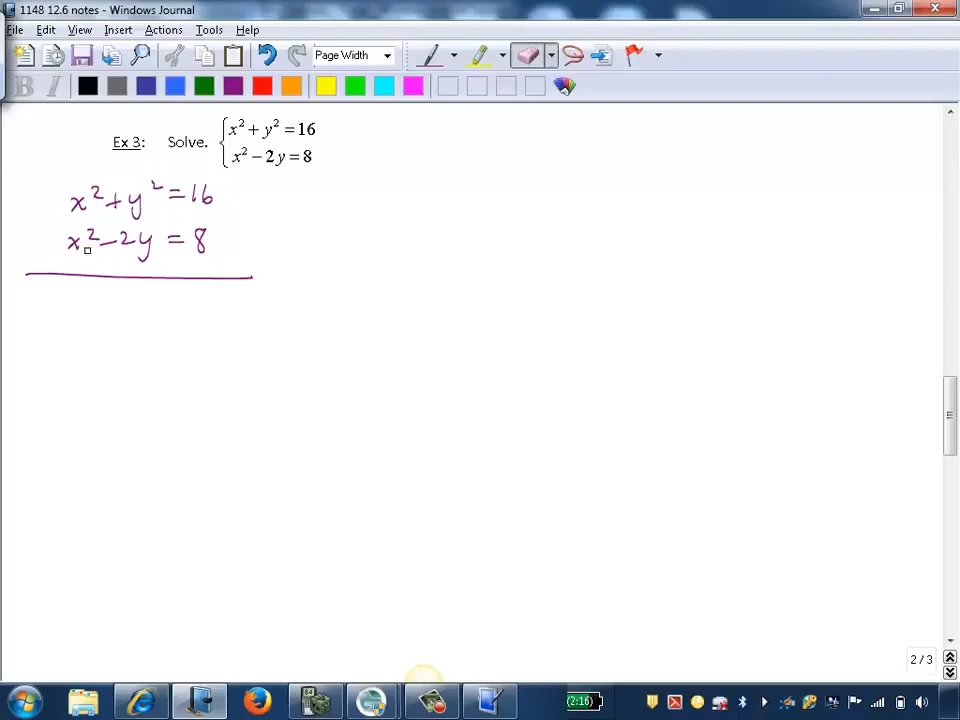 1148 12.6 notes - Windows Journal
File Edit View Insert Actions Tools Help
Page Width
B I
Ex 3: Solve. x² + y² = 16
x² − 2y = 8
x² + y² = 16
x² − 2y = 8
2 / 3
(2:16)